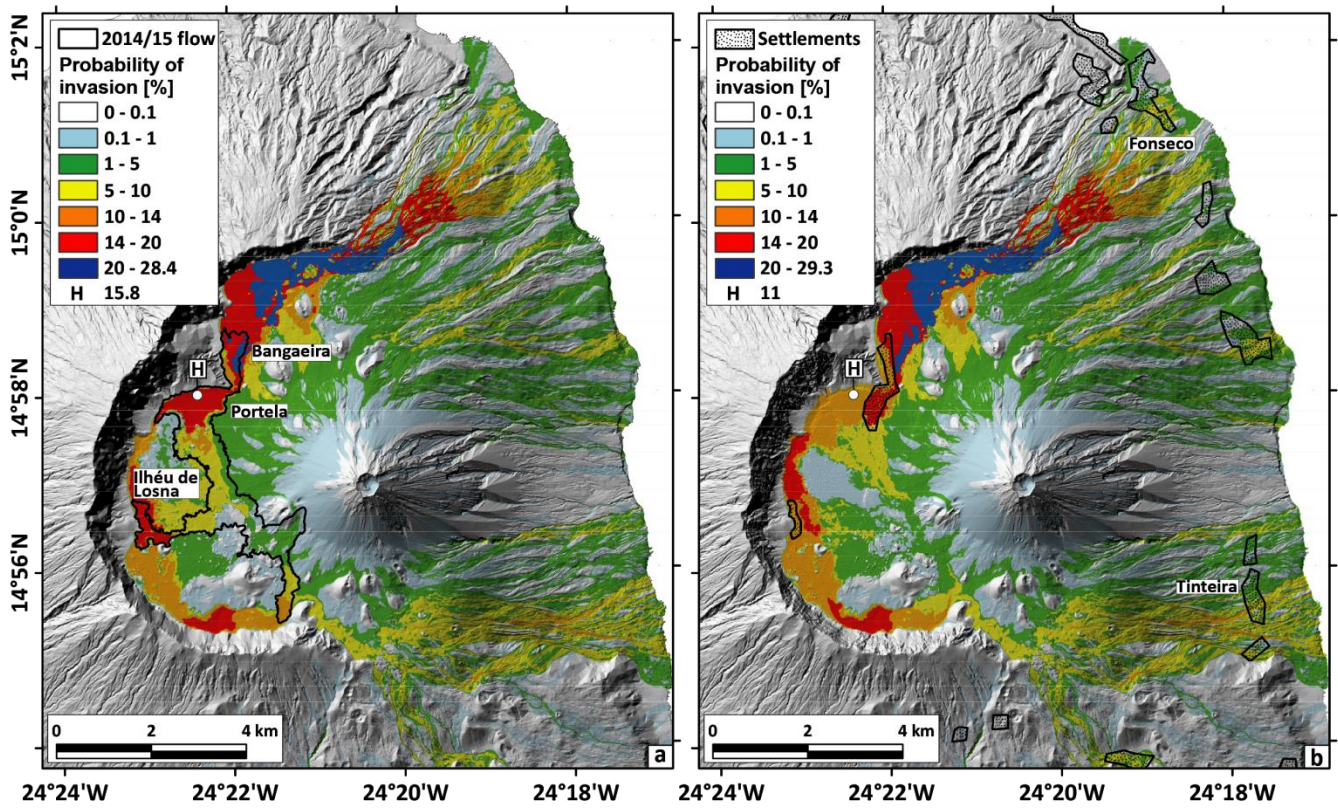 2014/15 flow
Probability of
invasion [%]
0 - 0.1
0.1 - 1
1 - 5
5 - 10
10 - 14
14 - 20
20 - 28.4
H 15.8
Bangaeira
H
Portela
Ilhéu de
Losna
0 2 4 km
a
Settlements
Probability of
invasion [%]
0 - 0.1
0.1 - 1
1 - 5
5 - 10
10 - 14
14 - 20
20 - 29.3
H 11
Fonseco
H
Tinteira
0 2 4 km
b
15°2'N
15°0'N
14°58'N
14°56'N
24°24'W 24°22'W 24°20'W 24°18'W 24°24'W 24°22'W 24°20'W 24°18'W